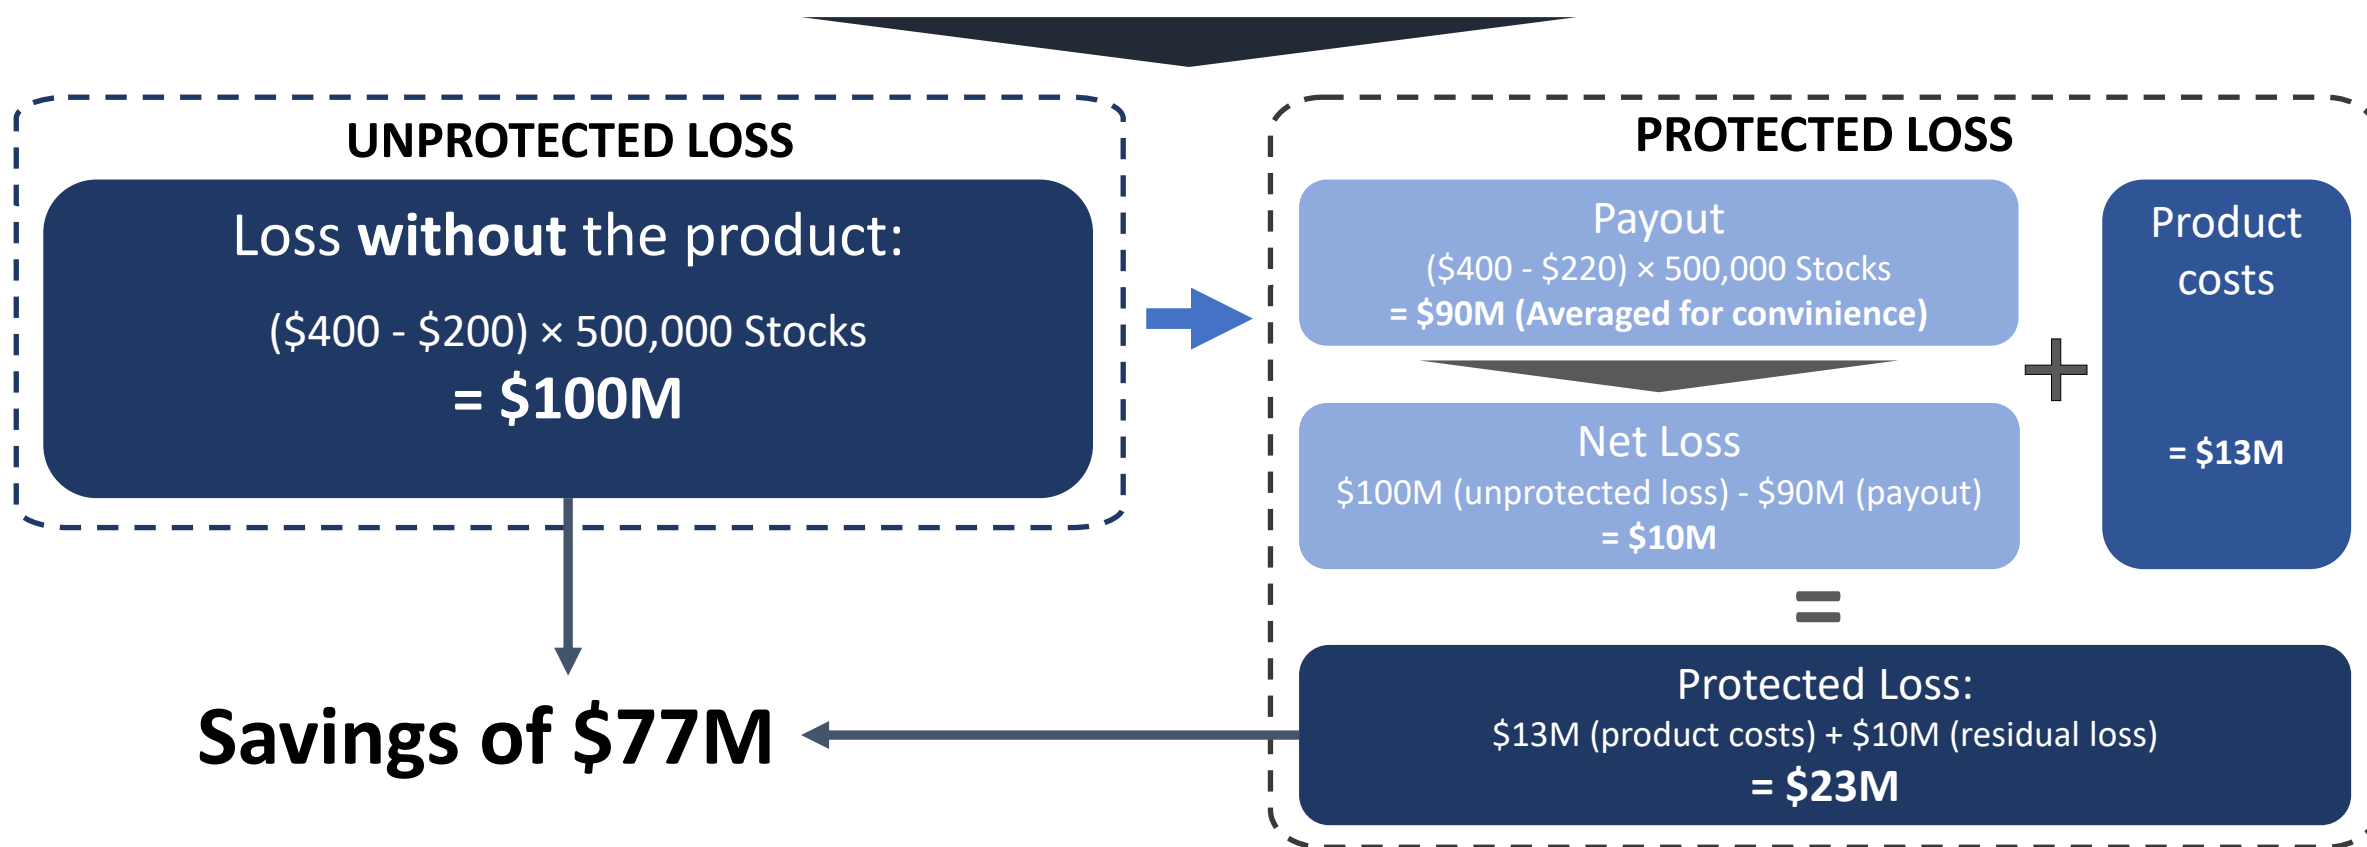 UNPROTECTED LOSS
Loss without the product:
($400 - $200) × 500,000 Stocks
= $100M
PROTECTED LOSS
Payout
($400 - $220) × 500,000 Stocks
= $90M (Averaged for convinience)
Net Loss
$100M (unprotected loss) - $90M (payout)
= $10M
+
Product
costs
= $13M
=
Protected Loss:
$13M (product costs) + $10M (residual loss)
= $23M
Savings of $77M